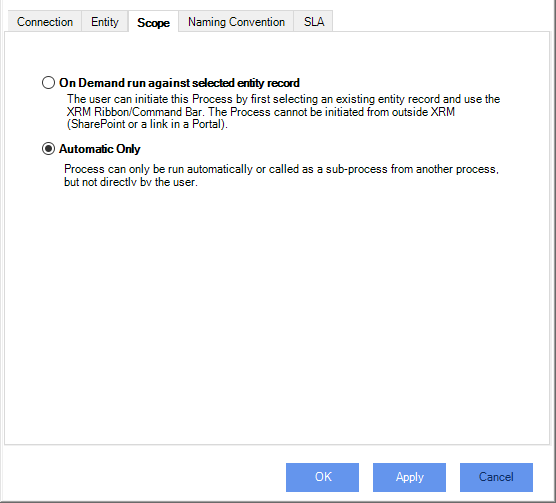 Connection Entity Scope Naming Convention SLA
On Demand run against selected entity record
The user can initiate this Process by first selecting an existing entity record and use the
XRM Ribbon/Command Bar. The Process cannot be initiated from outside XRM
(SharePoint or a link in a Portal).
Automatic Only
Process can only be run automatically or called as a sub-process from another process,
but not directly by the user.
OK Apply Cancel